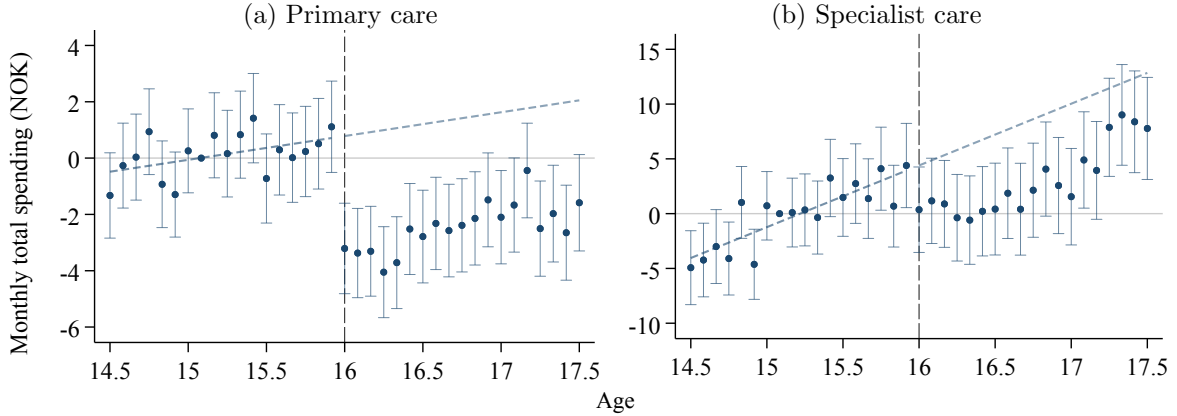 (a) Primary care
(b) Specialist care
Monthly total spending (NOK)
4
2
0
-2
-4
-6
14.5 15 15.5 16 16.5 17 17.5
15
10
5
0
-5
-10
14.5 15 15.5 16 16.5 17 17.5
Age